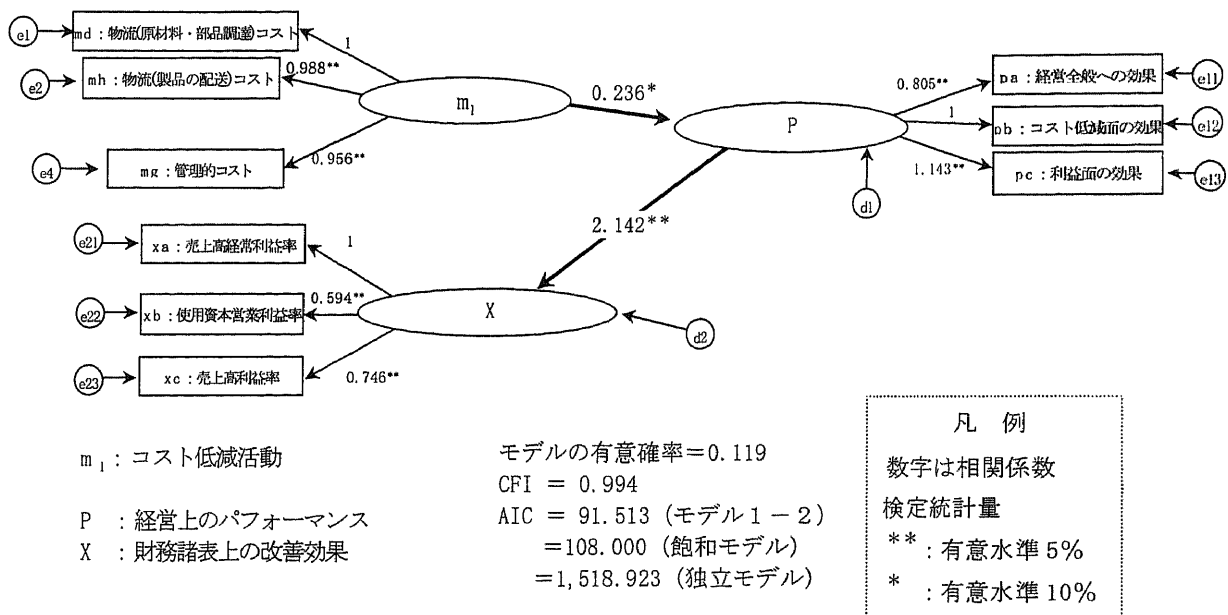 e1
md：物流(原材料・部品調達)コスト
1
e2
mh：物流(製品の配送)コスト
0.988**
m₁
0.236*
e4
mg：管理的コスト
0.956**
P
0.805**
pa：経営全般への効果
e11
1
pb：コスト低減面の効果
e12
1.143**
pc：利益面の効果
e13
d1
2.142**
e21
xa：売上高経常利益率
1
e22
xb：使用資本営業利益率
0.594**
X
d2
e23
xc：売上高利益率
0.746**
m₁：コスト低減活動
P ：経営上のパフォーマンス
X ：財務諸表上の改善効果
モデルの有意確率＝0.119
CFI = 0.994
AIC = 91.513 (モデル１－２)
=108.000 (飽和モデル)
=1,518.923 (独立モデル)
凡 例
数字は相関係数
検定統計量
**：有意水準 5%
*：有意水準 10%